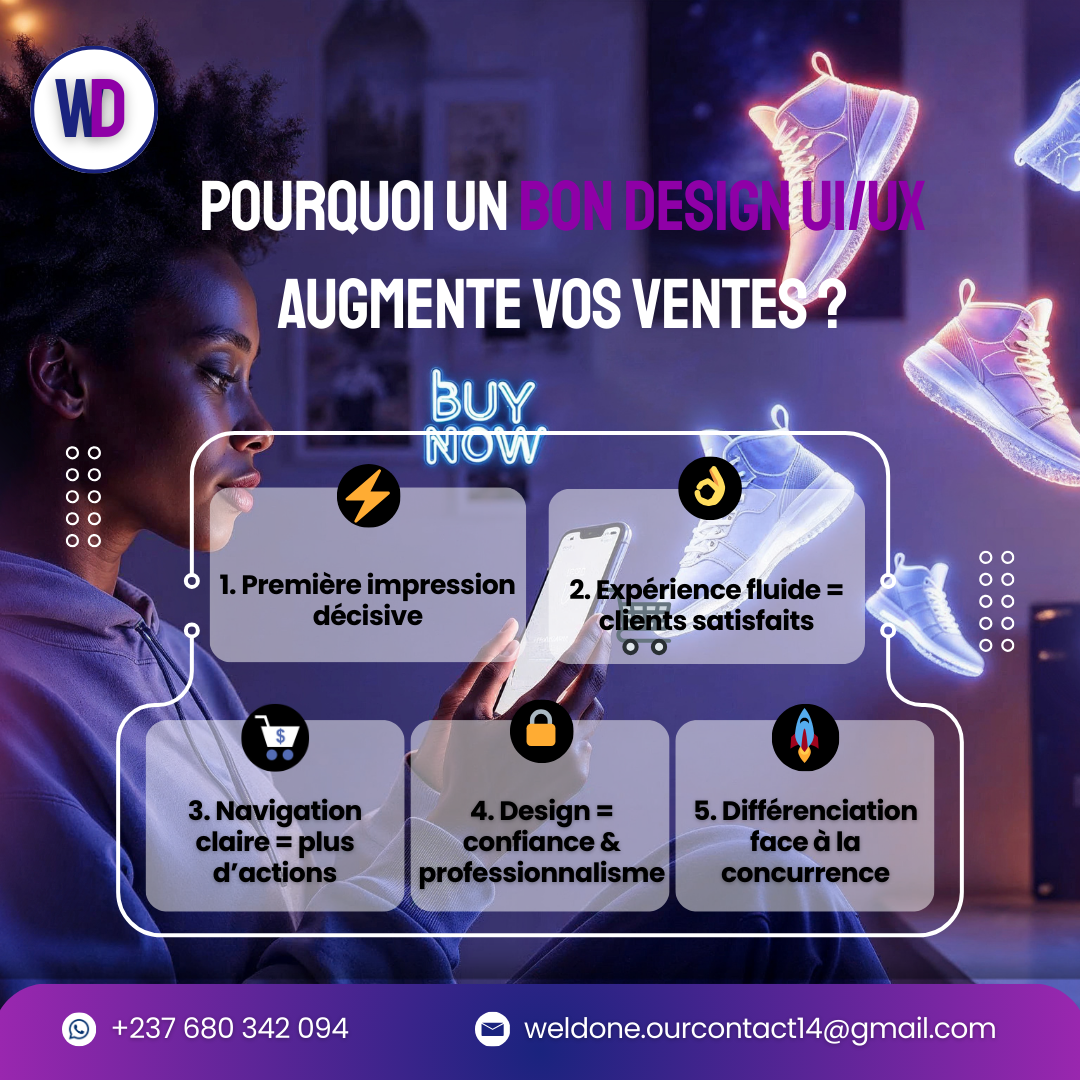 WD
POURQUOI UN BON DESIGN UI/UX
AUGMENTE VOS VENTES ?
BUY
NOW
1. Première impression
décisive
2. Expérience fluide =
clients satisfaits
3. Navigation
claire = plus
d’actions
4. Design =
confiance &
professionnalisme
5. Différenciation
face à la
concurrence
+237 680 342 094
weldone.ourcontact14@gmail.com